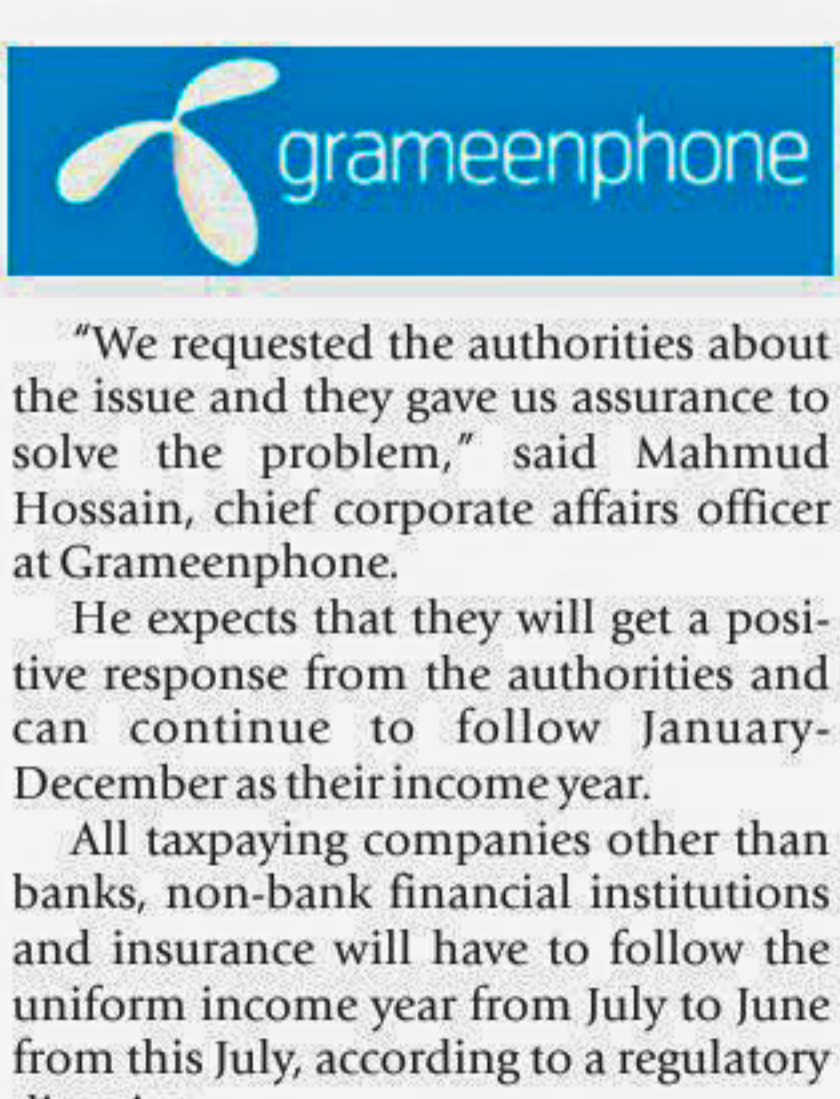 grameenphone
“We requested the authorities about
the issue and they gave us assurance to
solve the problem,” said Mahmud
Hossain, chief corporate affairs officer
at Grameenphone.
He expects that they will get a posi-
tive response from the authorities and
can continue to follow January-
December as their income year.
All taxpaying companies other than
banks, non-bank financial institutions
and insurance will have to follow the
uniform income year from July to June
from this July, according to a regulatory